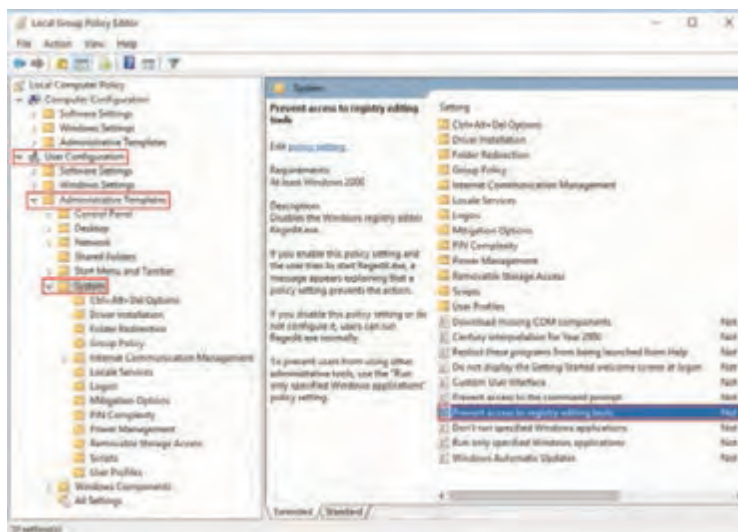 Local Group Policy Editor
File Action View Help
Local Computer Policy
Computer Configuration
Software Settings
Windows Settings
Administrative Templates
User Configuration
Software Settings
Windows Settings
Administrative Templates
Control Panel
Desktop
Network
Shared Folders
Start Menu and Taskbar
System
Ctrl+Alt+Del Options
Driver Installation
Folder Redirection
Group Policy
Internet Communication Management
Locale Services
Logon
Mitigation Options
PIN Complexity
Power Management
Removable Storage Access
Scripts
User Profiles
Windows Components
All Settings
System
Prevent access to registry editing
tools
Edit policy setting
Requirements:
At least Windows 2000
Description:
Disables the Windows registry editor
Regedit.exe.
If you enable this policy setting and
the user tries to start Regedit.exe, a
message appears explaining that a
policy setting prevents the action.
If you disable this policy setting or do
not configure it, users can run
Regedit.exe normally.
To prevent users from using other
administrative tools, use the "Run
only specified Windows applications"
policy setting.
Setting
Ctrl+Alt+Del Options
Driver Installation
Folder Redirection
Group Policy
Internet Communication Management
Locale Services
Logon
Mitigation Options
PIN Complexity
Power Management
Removable Storage Access
Scripts
User Profiles
Download missing COM components Not
Century interpretation for Year 2000 Not
Restrict these programs from being launched from Help Not
Do not display the Getting Started welcome screen at logon Not
Custom User Interface Not
Prevent access to the command prompt Not
Prevent access to registry editing tools Not
Don't run specified Windows applications Not
Run only specified Windows applications Not
Windows Automatic Updates Not
Extended Standard
setting(s)